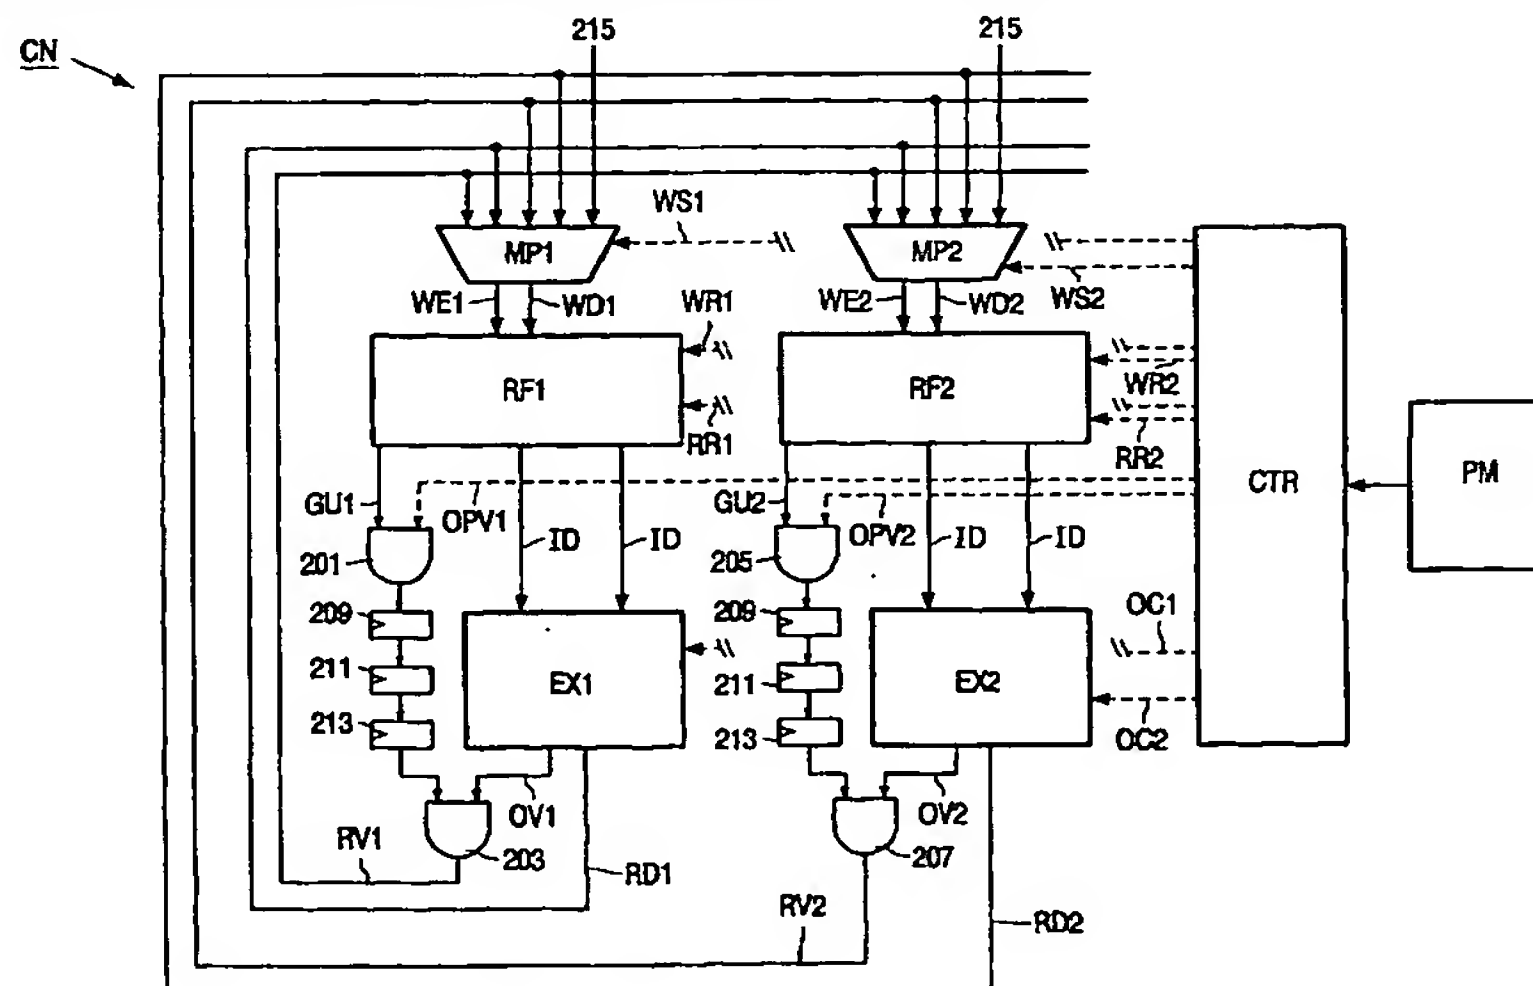 215
215
CN
WS1
MP1
MP2
WS2
WE1
WD1
WR1
WE2
WD2
RF1
RF2
WR2
RR1
RR2
CTR
PM
GU1
OPV1
GU2
OPV2
ID
ID
ID
ID
201
205
209
209
OC1
211
EX1
211
EX2
213
213
OC2
OV1
OV2
RV1
203
207
RD1
RV2
RD2